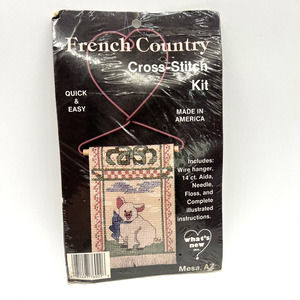 French Country
Cross-Stitch
Kit
QUICK
&
EASY
MADE IN
AMERICA
Includes:
Wire hanger,
14 ct. Aida,
Needle,
Floss, and
Complete
illustrated
instructions.
what's
new
Mesa, AZ